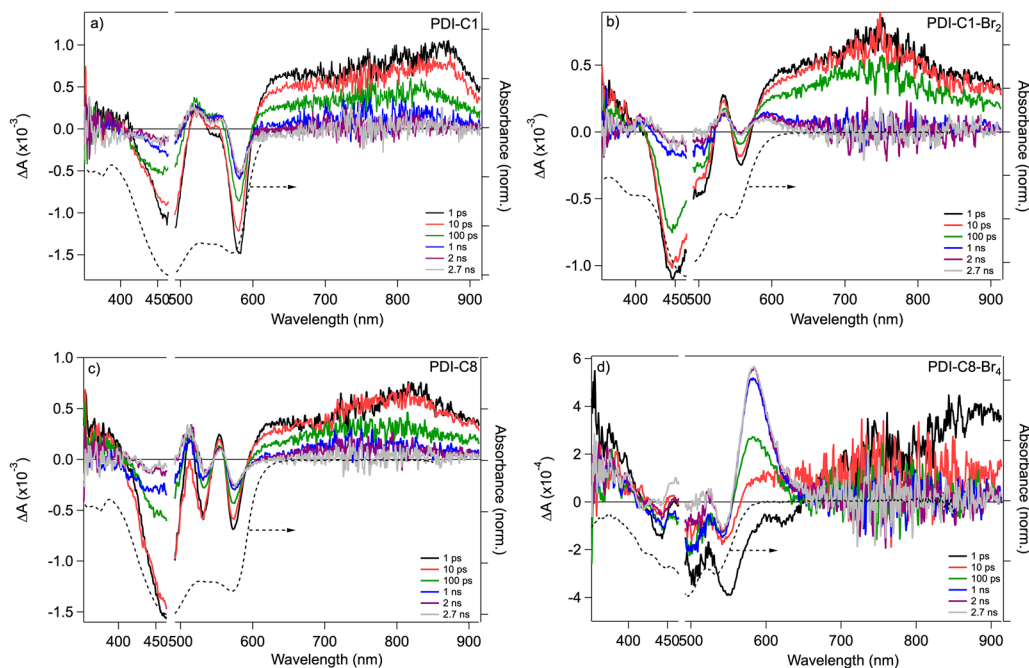 a)
PDI-C1
1.0
0.5
0.0
-0.5
-1.0
-1.5
ΔA (x10⁻³)
Absorbance (norm.)
1 ps
10 ps
100 ps
1 ns
2 ns
2.7 ns
400
450
500
600
700
800
900
Wavelength (nm)
b)
PDI-C1-Br₂
0.5
0.0
-0.5
-1.0
ΔA (x10⁻³)
Absorbance (norm.)
1 ps
10 ps
100 ps
1 ns
2 ns
2.7 ns
400
450
500
600
700
800
900
Wavelength (nm)
c)
PDI-C8
1.0
0.5
0.0
-0.5
-1.0
-1.5
ΔA (x10⁻³)
Absorbance (norm.)
1 ps
10 ps
100 ps
1 ns
2 ns
2.7 ns
400
450
500
600
700
800
900
Wavelength (nm)
d)
PDI-C8-Br₄
6
4
2
0
-2
-4
ΔA (x10⁻⁴)
Absorbance (norm.)
1 ps
10 ps
100 ps
1 ns
2 ns
2.7 ns
400
450
500
600
700
800
900
Wavelength (nm)